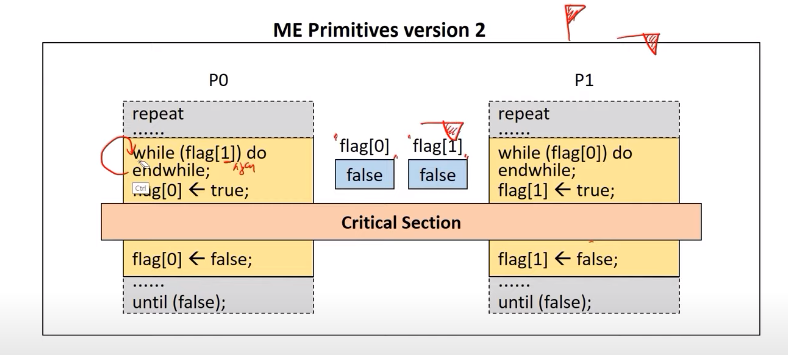 ME Primitives version 2
P0
repeat
......
while (flag[1]) do
endwhile;
flag[0] ← true;
Ctrl
flag[0]
false
flag[1]
false
P1
repeat
......
while (flag[0]) do
endwhile;
flag[1] ← true;
Critical Section
flag[0] ← false;
......
until (false);
flag[1] ← false;
......
until (false);